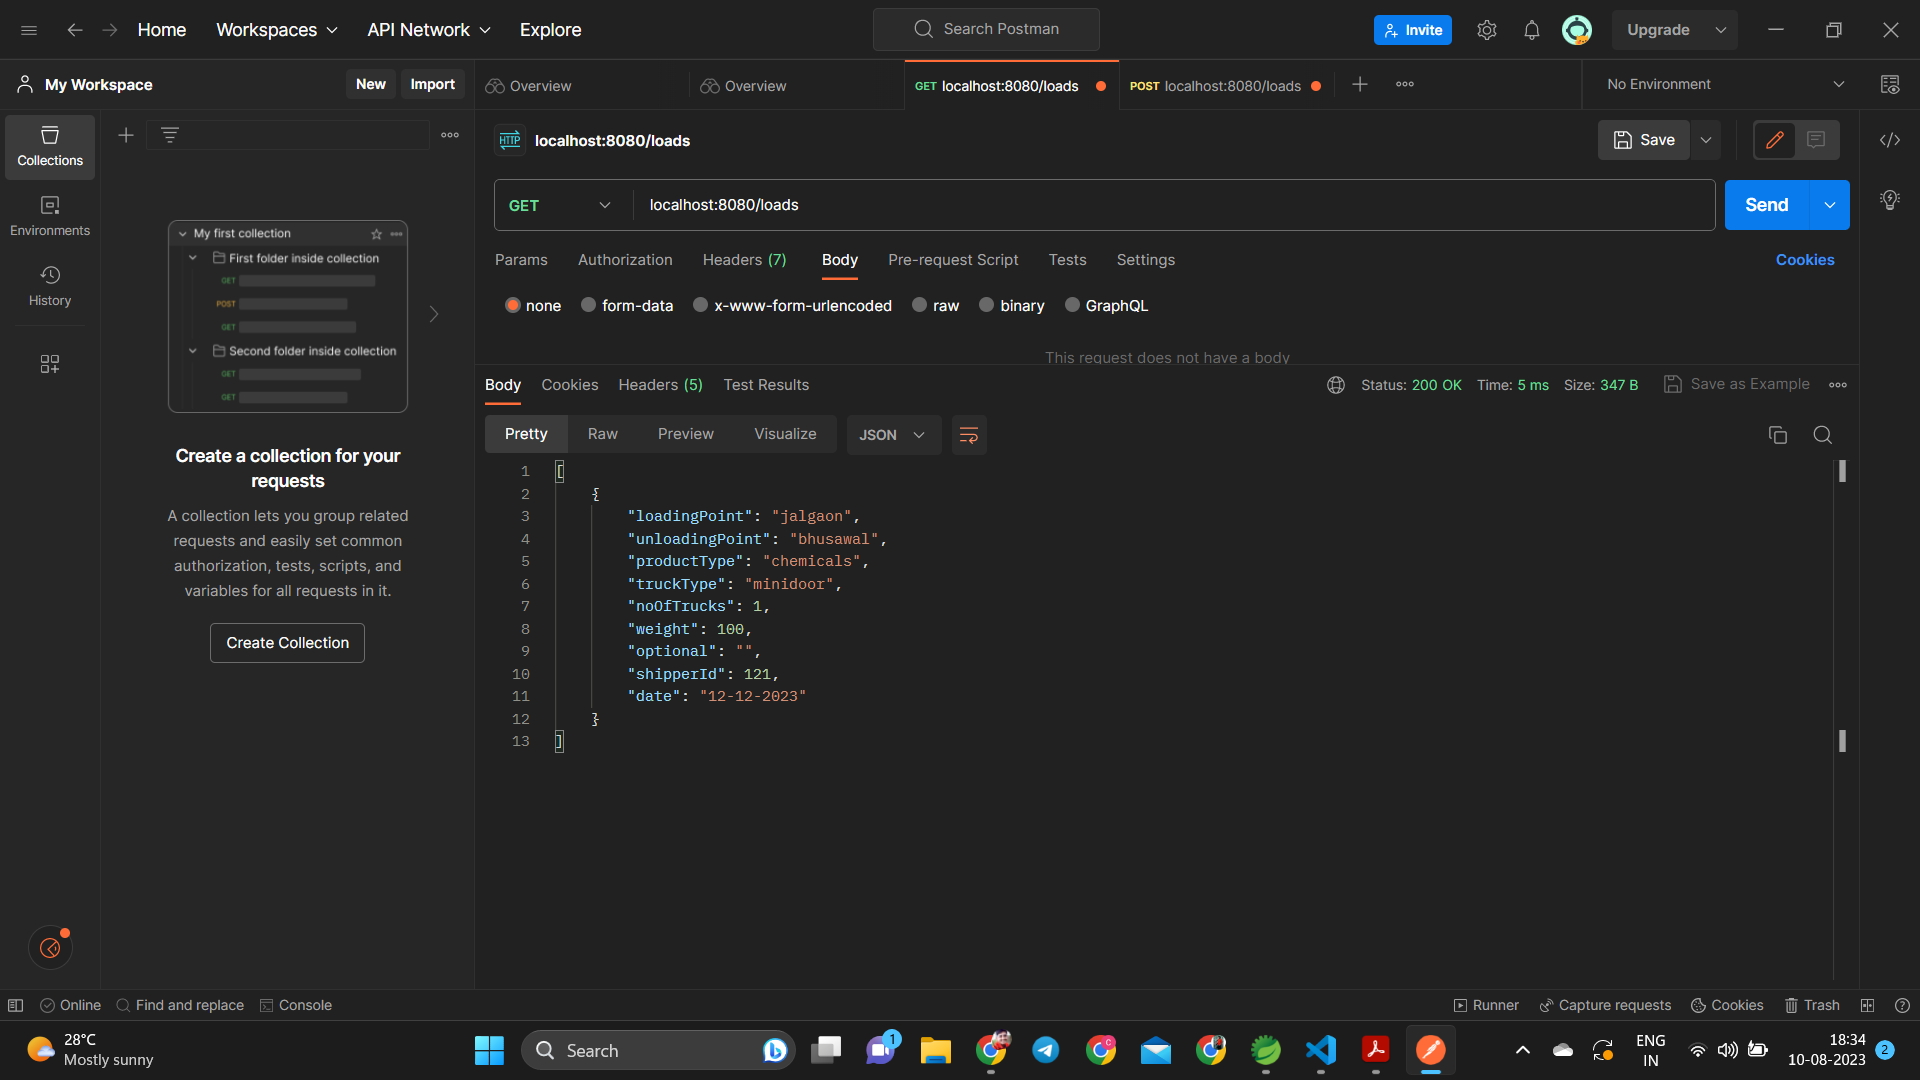 Home Workspaces API Network Explore Search Postman Invite Upgrade
My Workspace New Import Overview Overview GET localhost:8080/loads POST localhost:8080/loads No Environment
Collections
Environments
History
My first collection
First folder inside collection
GET
POST
GET
Second folder inside collection
GET
GET
Create a collection for your
requests
A collection lets you group related
requests and easily set common
authorization, tests, scripts, and
variables for all requests in it.
Create Collection
HTTP localhost:8080/loads Save
GET localhost:8080/loads Send
Params Authorization Headers (7) Body Pre-request Script Tests Settings Cookies
none form-data x-www-form-urlencoded raw binary GraphQL
This request does not have a body
Body Cookies Headers (5) Test Results Status: 200 OK Time: 5 ms Size: 347 B Save as Example
Pretty Raw Preview Visualize JSON
1 [
2 {
3 "loadingPoint": "jalgaon",
4 "unloadingPoint": "bhusawal",
5 "productType": "chemicals",
6 "truckType": "minidoor",
7 "noOfTrucks": 1,
8 "weight": 100,
9 "optional": "",
10 "shipperId": 121,
11 "date": "12-12-2023"
12 }
13 ]
Online Find and replace Console Runner Capture requests Cookies Trash
28°C
Mostly sunny
Search
1
C
ENG
IN
18:34
10-08-2023
2